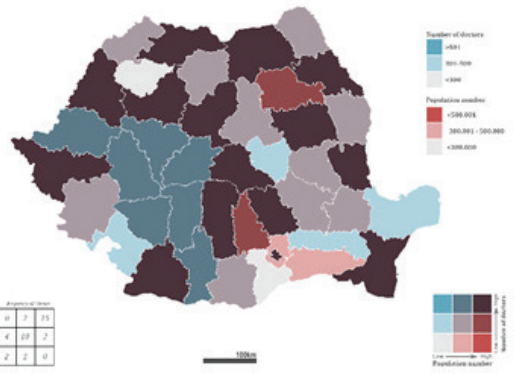 Number of doctors
>801
301-800
<300
Population number
>500.001
300.001 - 500.000
<300.000
0 7 15
4 10 2
2 2 0
100km
Low High
Population number
Number of doctors